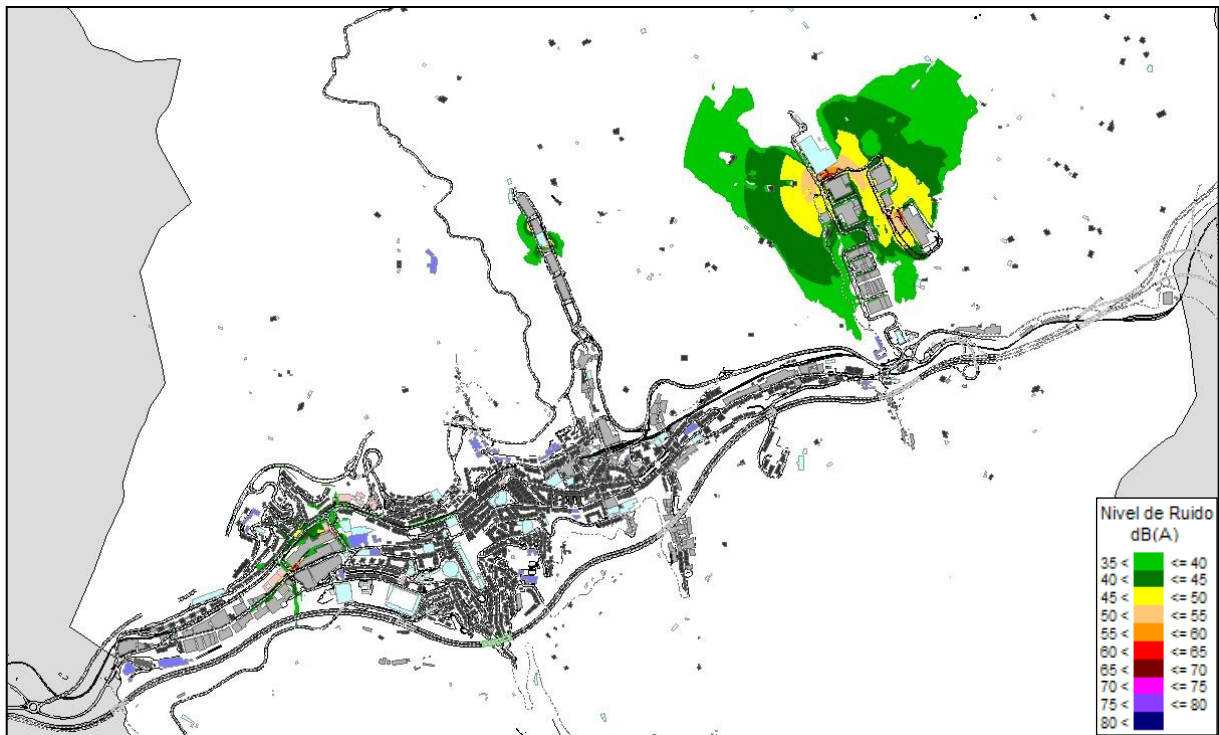 Nivel de Ruido
dB(A)
35 < <= 40
40 < <= 45
45 < <= 50
50 < <= 55
55 < <= 60
60 < <= 65
65 < <= 70
70 < <= 75
75 < <= 80
80 <